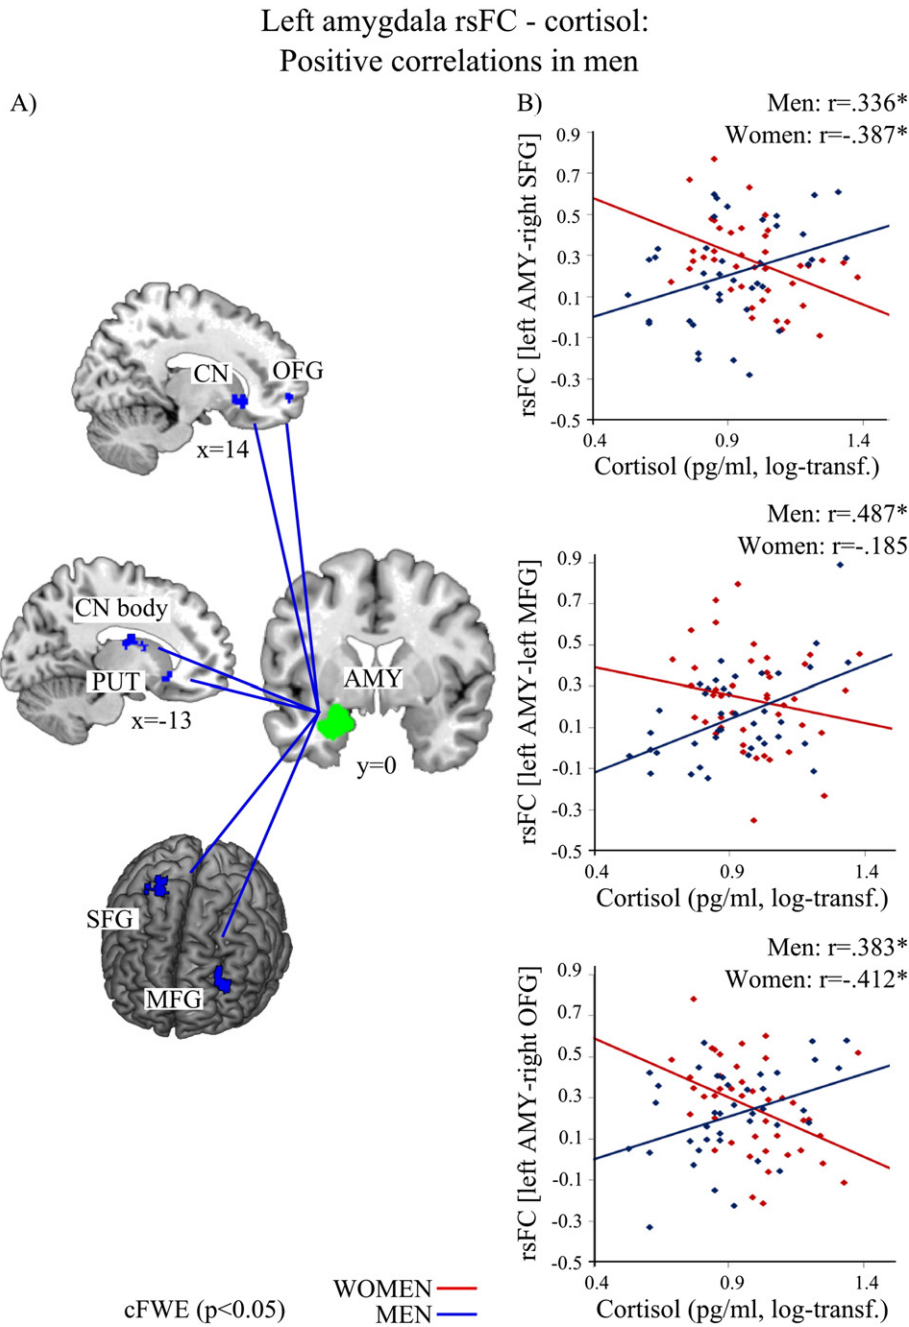 Left amygdala rsFC - cortisol:
Positive correlations in men
A)
CN
OFG
x=14
CN body
PUT
x=-13
AMY
y=0
SFG
MFG
cFWE (p<0.05)
WOMEN
MEN
B)
Men: r=.336*
Women: r=-.387*
rsFC [left AMY-right SFG]
0.9
0.7
0.5
0.3
0.1
-0.1
-0.3
-0.5
0.4 0.9 1.4
Cortisol (pg/ml, log-transf.)
Men: r=.487*
Women: r=-.185
rsFC [left AMY-left MFG]
0.9
0.7
0.5
0.3
0.1
-0.1
-0.3
-0.5
0.4 0.9 1.4
Cortisol (pg/ml, log-transf.)
Men: r=.383*
Women: r=-.412*
rsFC [left AMY-right OFG]
0.9
0.7
0.5
0.3
0.1
-0.1
-0.3
-0.5
0.4 0.9 1.4
Cortisol (pg/ml, log-transf.)